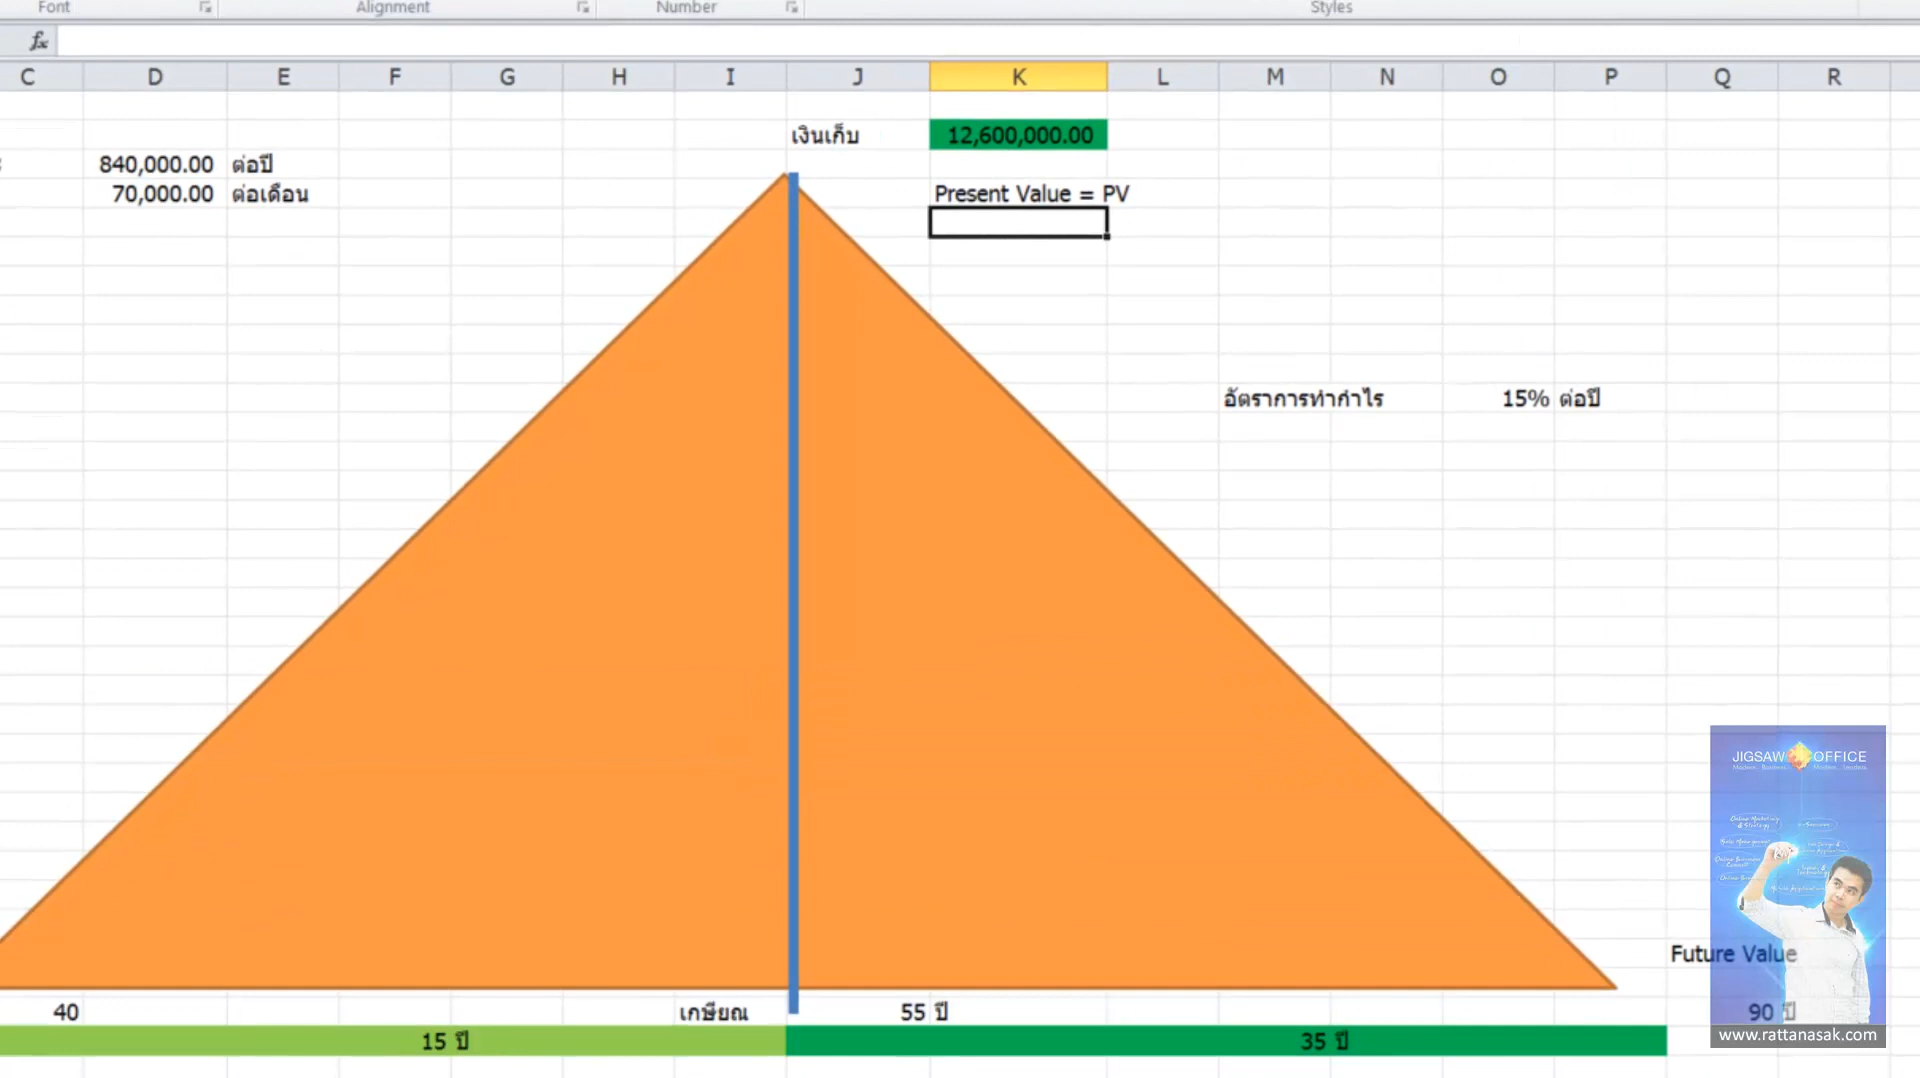 Font Alignment Number Styles
fx
C D E F G H I J K L M N O P Q R
เงินเก็บ 12,600,000.00
840,000.00 ต่อปี
70,000.00 ต่อเดือน
Present Value = PV
อัตราการทำกำไร 15% ต่อปี
JIGSAW OFFICE
Future Value
40 เกษียณ 55 ปี 90 ปี
15 ปี 35 ปี
www.rattanasak.com